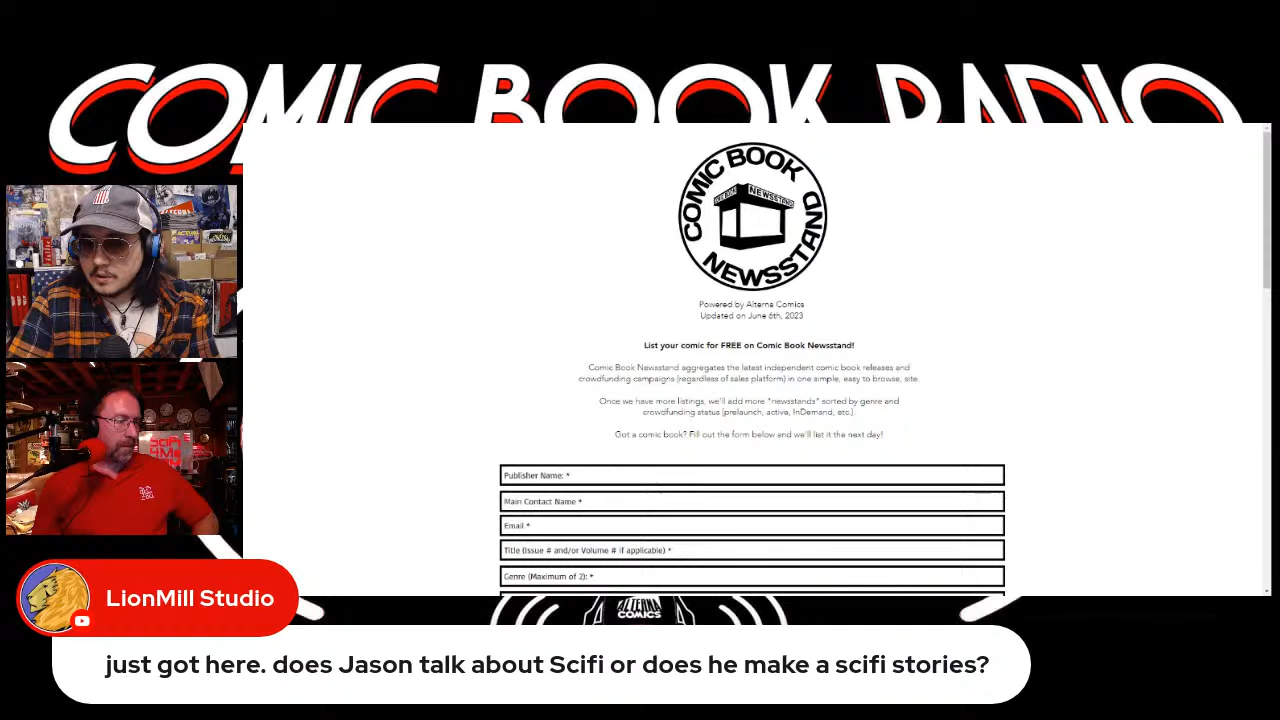 COMIC BOOK RADIO
COMIC BOOK
NEWSSTAND
NEWSSTAND
Powered by Alterna Comics
Updated on June 6th, 2023
List your comic for FREE on Comic Book Newsstand!
Comic Book Newsstand aggregates the latest independent comic book releases and
crowdfunding campaigns (regardless of sales platform) in one simple, easy to browse, site.
Once we have more listings, we'll add more "newsstands" sorted by genre and
crowdfunding status (prelaunch, active, InDemand, etc.).
Got a comic book? Fill out the form below and we'll list it the next day!
Publisher Name: *
Main Contact Name *
Email *
Title (Issue # and/or Volume # if applicable) *
Genre (Maximum of 2): *
ALTERNA
COMICS
LionMill Studio
just got here. does Jason talk about Scifi or does he make a scifi stories?